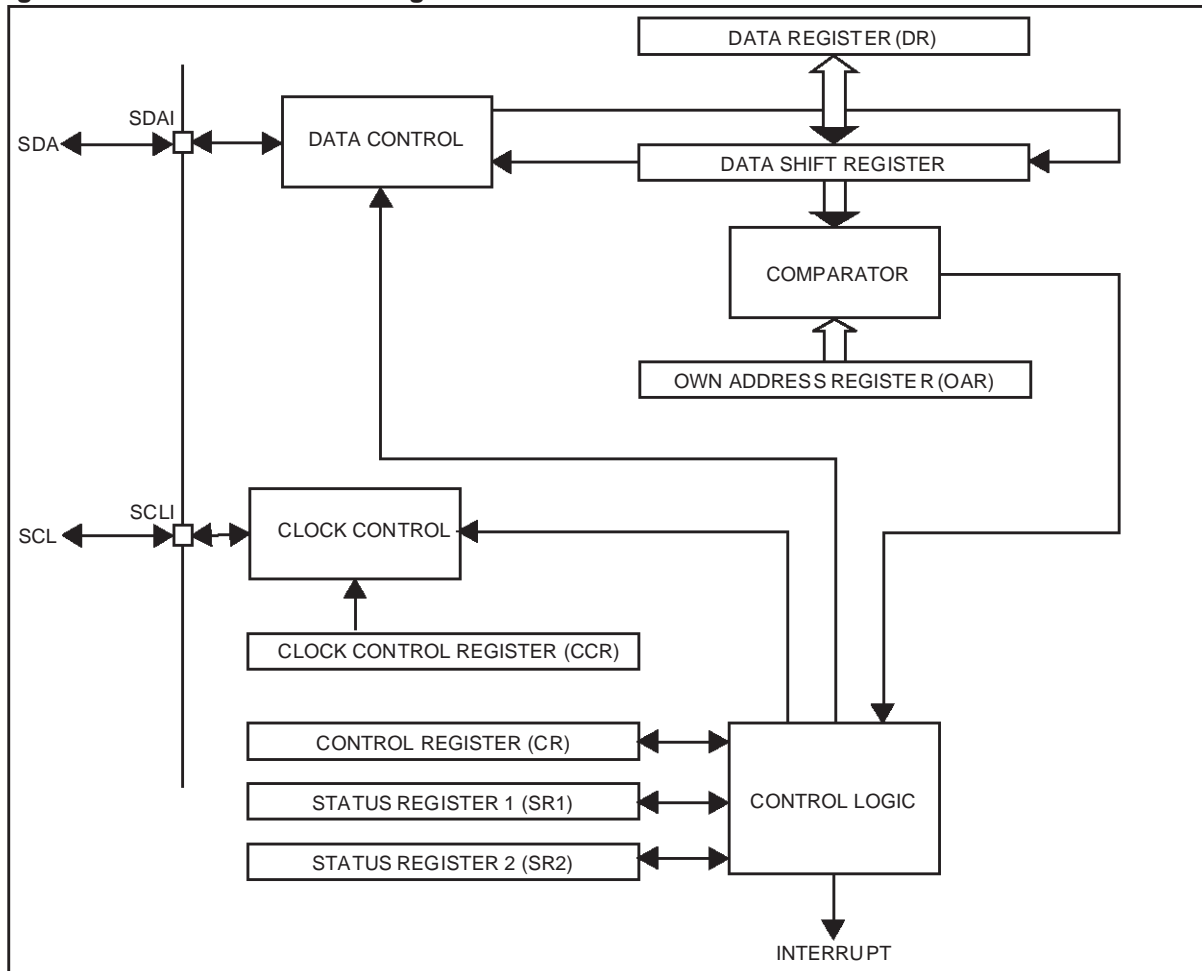 DATA REGISTER (DR)
SDAI
SDA
DATA CONTROL
DATA SHIFT REGISTER
COMPARATOR
OWN ADDRESS REGISTER (OAR)
SCLI
SCL
CLOCK CONTROL
CLOCK CONTROL REGISTER (CCR)
CONTROL REGISTER (CR)
STATUS REGISTER 1 (SR1)
CONTROL LOGIC
STATUS REGISTER 2 (SR2)
INTERRUPT